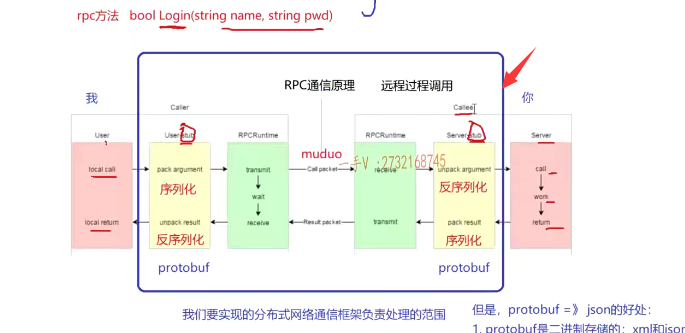 rpc方法 bool Login(string name, string pwd)
RPC通信原理 远程过程调用
我
你
Caller
Callee
User
User-stub
RPCRuntime
muduo
RPCRuntime
Server-stub
Server
一手V :2732168745
local call
pack argument
transmit
Call packet
receive
unpack argument
call
序列化
反序列化
wait
work
local return
unpack result
receive
Result packet
transmit
pack result
return
反序列化
序列化
protobuf
protobuf
我们要实现的分布式网络通信框架负责处理的范围
但是，protobuf =》 json的好处：
1. protobuf是二进制存储的；xml和json